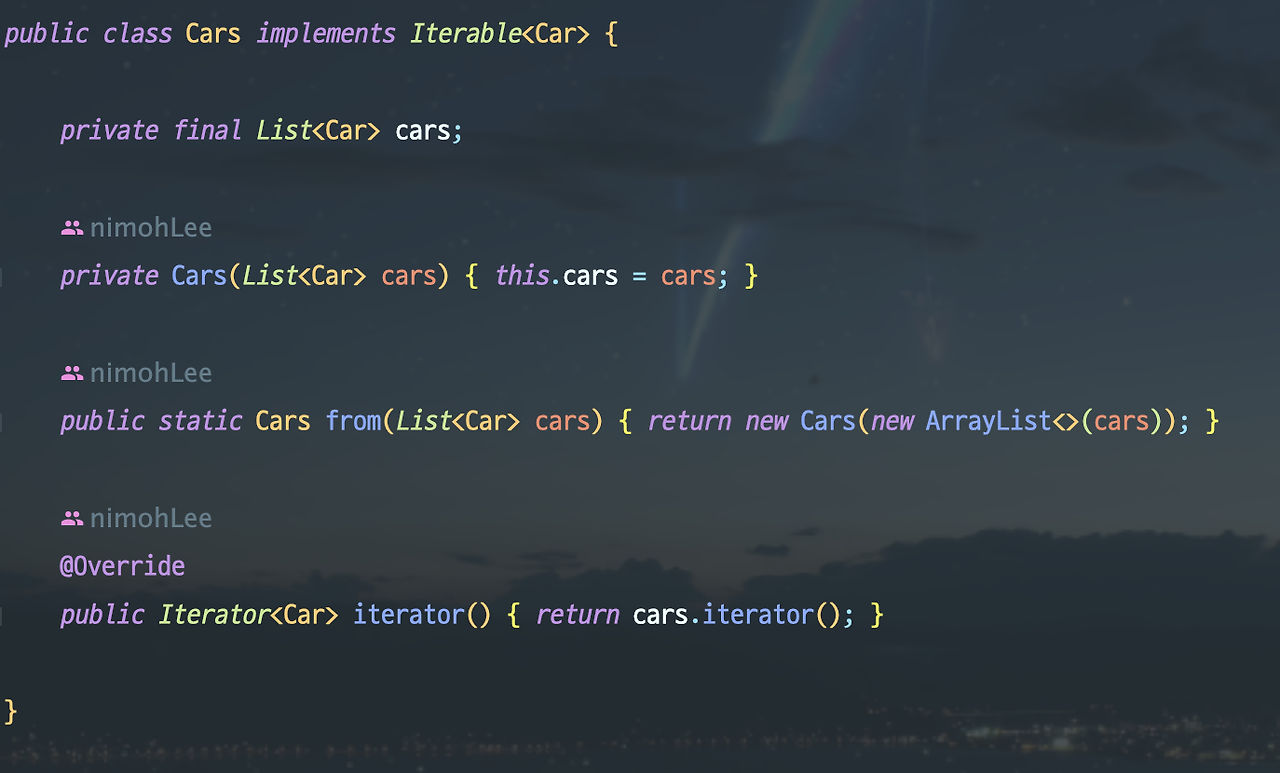 public class Cars implements Iterable<Car> {
private final List<Car> cars;
nimohLee
private Cars(List<Car> cars) { this.cars = cars; }
nimohLee
public static Cars from(List<Car> cars) { return new Cars(new ArrayList<>(cars)); }
nimohLee
@Override
public Iterator<Car> iterator() { return cars.iterator(); }
}